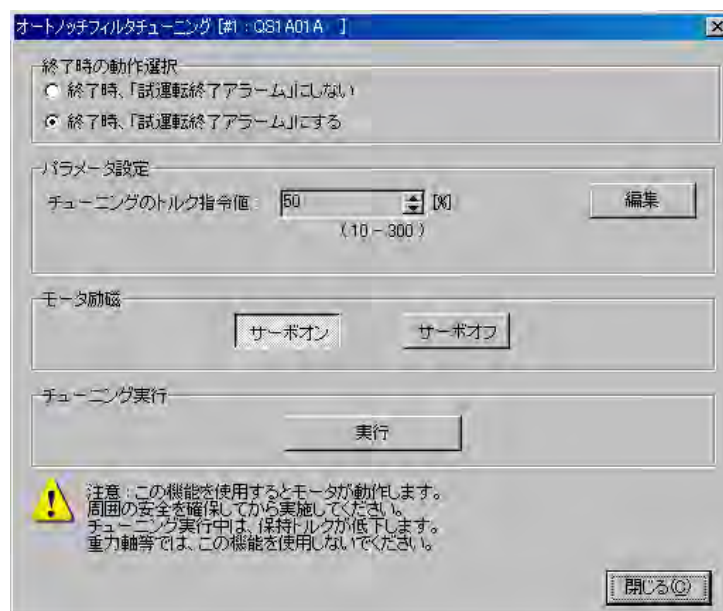 オートノッチフィルタチューニング [#1 : QS1A01A ]
終了時の動作選択
終了時、「試運転終了アラーム」にしない
終了時、「試運転終了アラーム」にする
パラメータ設定
チューニングのトルク指令値: 50 [%] 編集
(10 - 300)
モータ励磁
サーボオン サーボオフ
チューニング実行
実行
注意:この機能を使用するとモータが動作します。
周囲の安全を確保してから実施してください。
チューニング実行中は、保持トルクが低下します。
重力軸等では、この機能を使用しないでください。
閉じる(C)